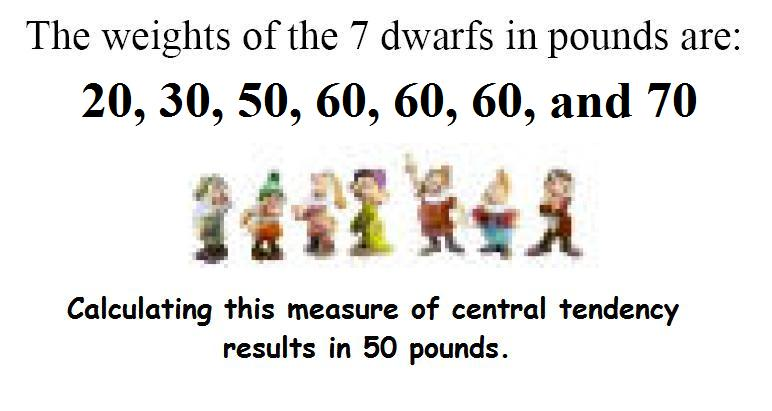 The weights of the 7 dwarfs in pounds are:
20, 30, 50, 60, 60, 60, and 70
Calculating this measure of central tendency
results in 50 pounds.